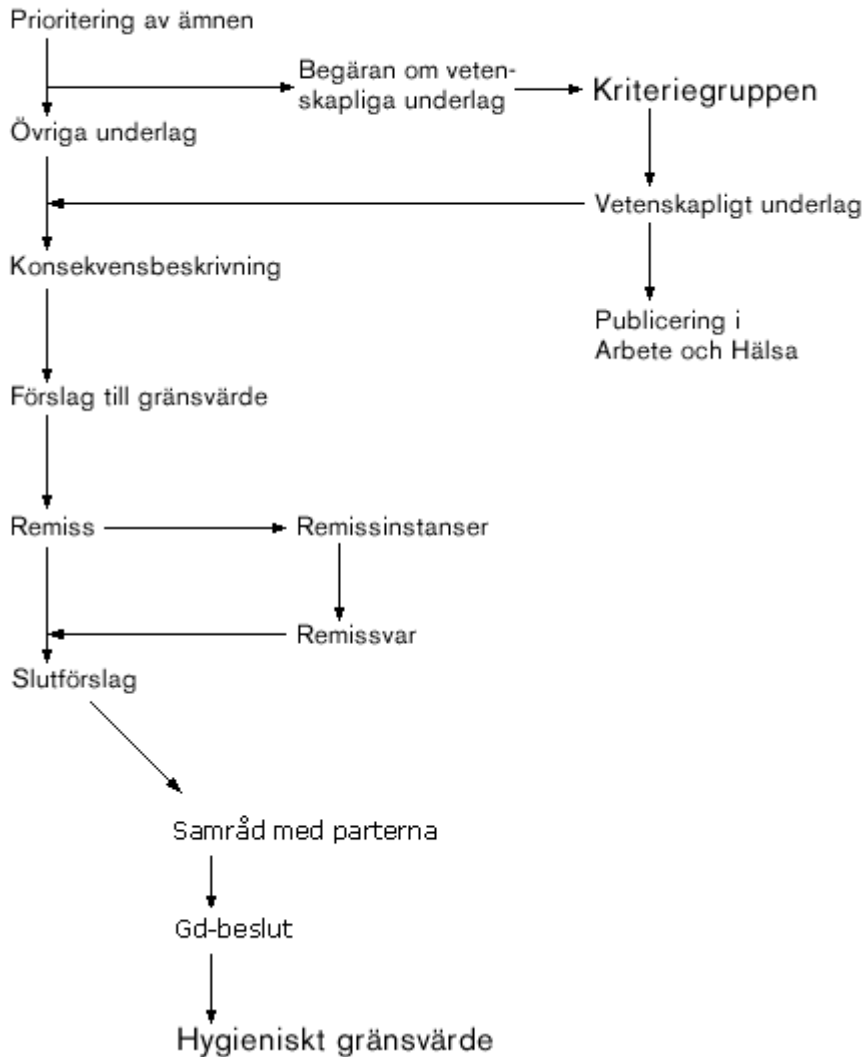 Prioritering av ämnen
Begäran om veten-
skapliga underlag
Kriteriegruppen
Övriga underlag
Vetenskapligt underlag
Konsekvensbeskrivning
Publicering i
Arbete och Hälsa
Förslag till gränsvärde
Remiss
Remissinstanser
Remissvar
Slutförslag
Samråd med parterna
Gd-beslut
Hygieniskt gränsvärde